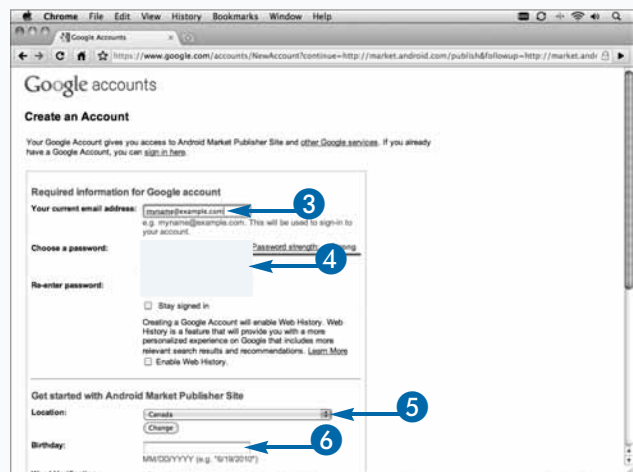 Chrome File Edit View History Bookmarks Window Help
Google Accounts
https://www.google.com/accounts/NewAccount?continue=http://market.android.com/publish&followup=http://market.andr
Google accounts
Create an Account
Your Google Account gives you access to Android Market Publisher Site and other Google services. If you already
have a Google Account, you can sign in here.
Required information for Google account
Your current email address: myname@example.com
3
e.g. myname@example.com. This will be used to sign-in to
your account.
Choose a password:
Password strength:
4
Re-enter password:
Stay signed in
Creating a Google Account will enable Web History. Web
History is a feature that will provide you with a more
personalized experience on Google that includes more
relevant search results and recommendations. Learn More
Enable Web History.
Get started with Android Market Publisher Site
Location: Canada
5
Change
Birthday:
6
MM/DD/YYYY (e.g. "6/19/2010")